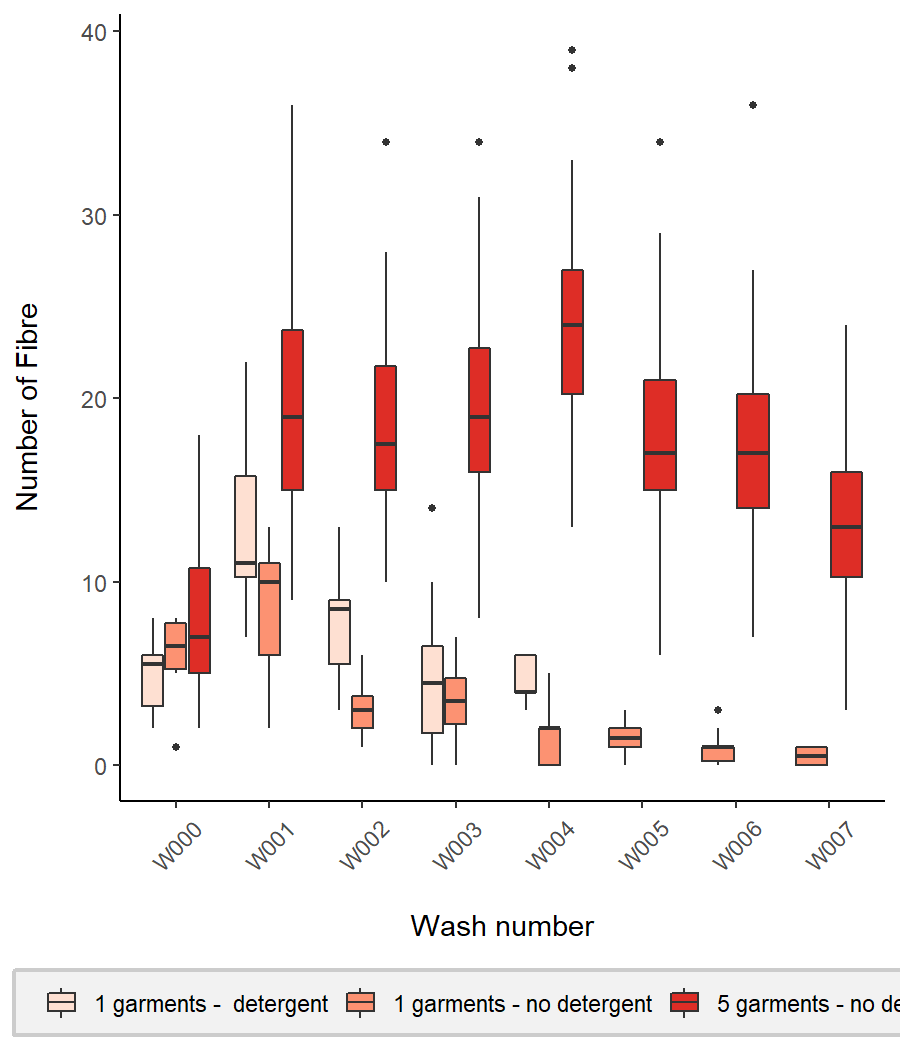 40
30
20
10
0
Number of Fibre
W000 W001 W002 W003 W004 W005 W006 W007
Wash number
1 garments - detergent 1 garments - no detergent 5 garments - no de